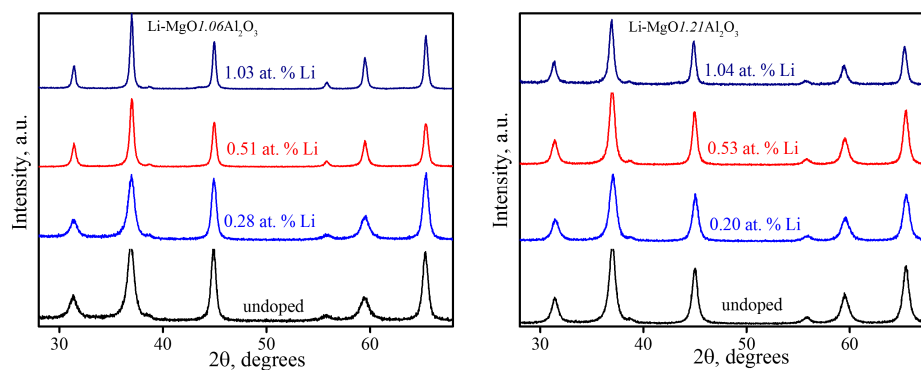 Li-MgO1.06Al₂O₃
1.03 at. % Li
0.51 at. % Li
0.28 at. % Li
undoped
Intensity, a.u.
30 40 50 60
2θ, degrees
Li-MgO1.21Al₂O₃
1.04 at. % Li
0.53 at. % Li
0.20 at. % Li
undoped
Intensity, a.u.
30 40 50 60
2θ, degrees